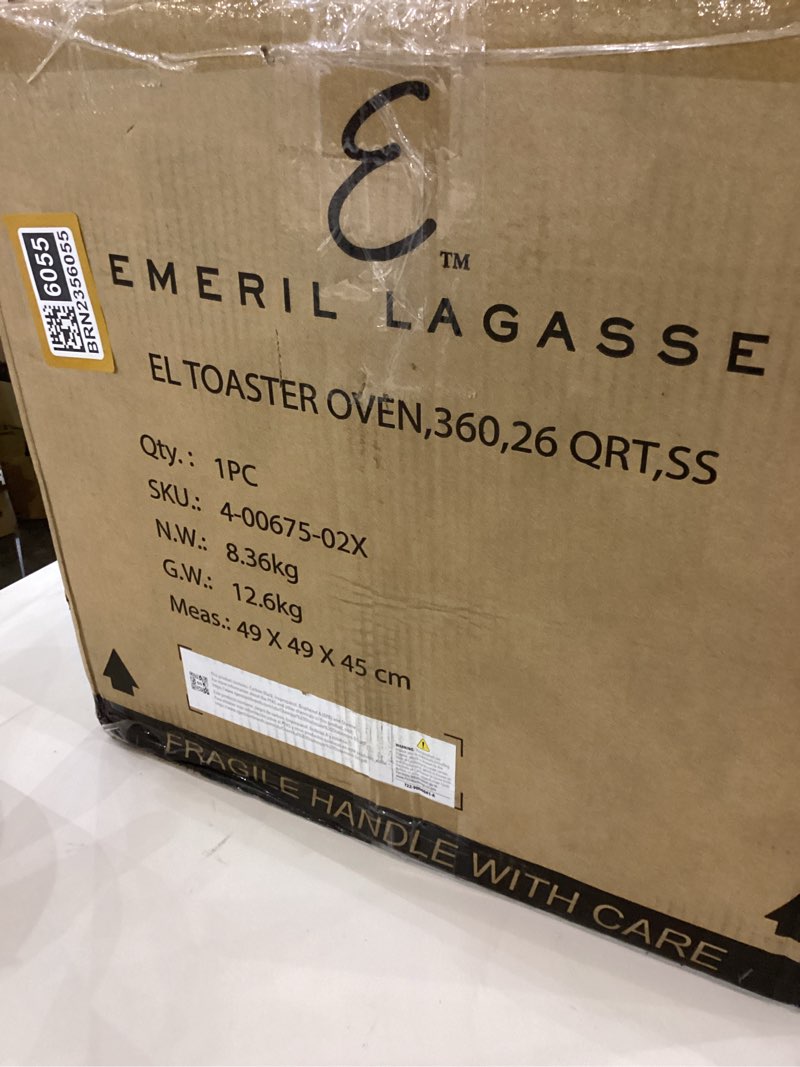 E
TM
EMERIL LAGASSE
6055
BRN2356055
EL TOASTER OVEN,360,26 QRT,SS
Qty.: 1PC
SKU.: 4-00675-02X
N.W.: 8.36kg
G.W.: 12.6kg
Meas.: 49 X 49 X 45 cm
WARNING
FRAGILE HANDLE WITH CARE